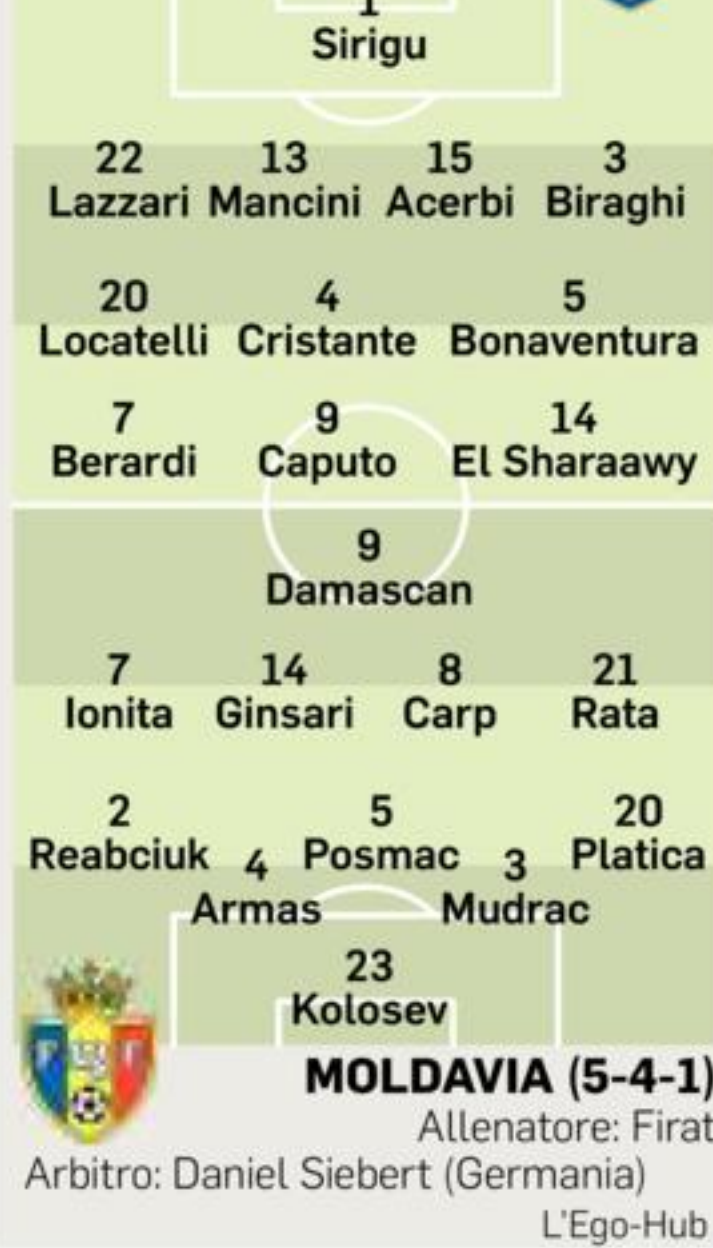 1
Sirigu
22 13 15 3
Lazzari Mancini Acerbi Biraghi
20 4 5
Locatelli Cristante Bonaventura
7 9 14
Berardi Caputo El Sharaawy
9
Damascan
7 14 8 21
Ionita Ginsari Carp Rata
2 5 20
Reabciuk Posmac Platica
4 3
Armas Mudrac
23
Kolosev
MOLDAVIA (5-4-1)
Allenatore: Firat
Arbitro: Daniel Siebert (Germania)
L'Ego-Hub